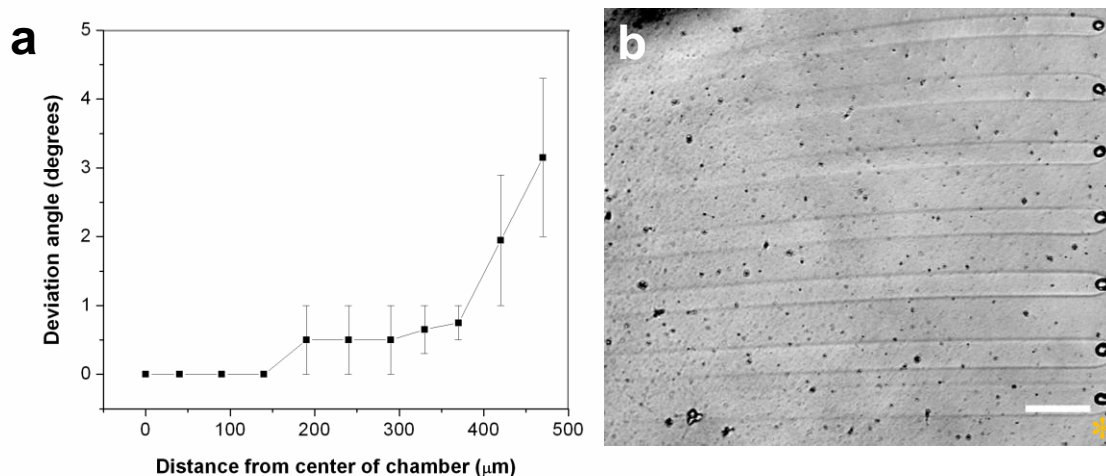 a
5
4
3
2
1
0
Deviation angle (degrees)
0 100 200 300 400 500
Distance from center of chamber (μm)
b